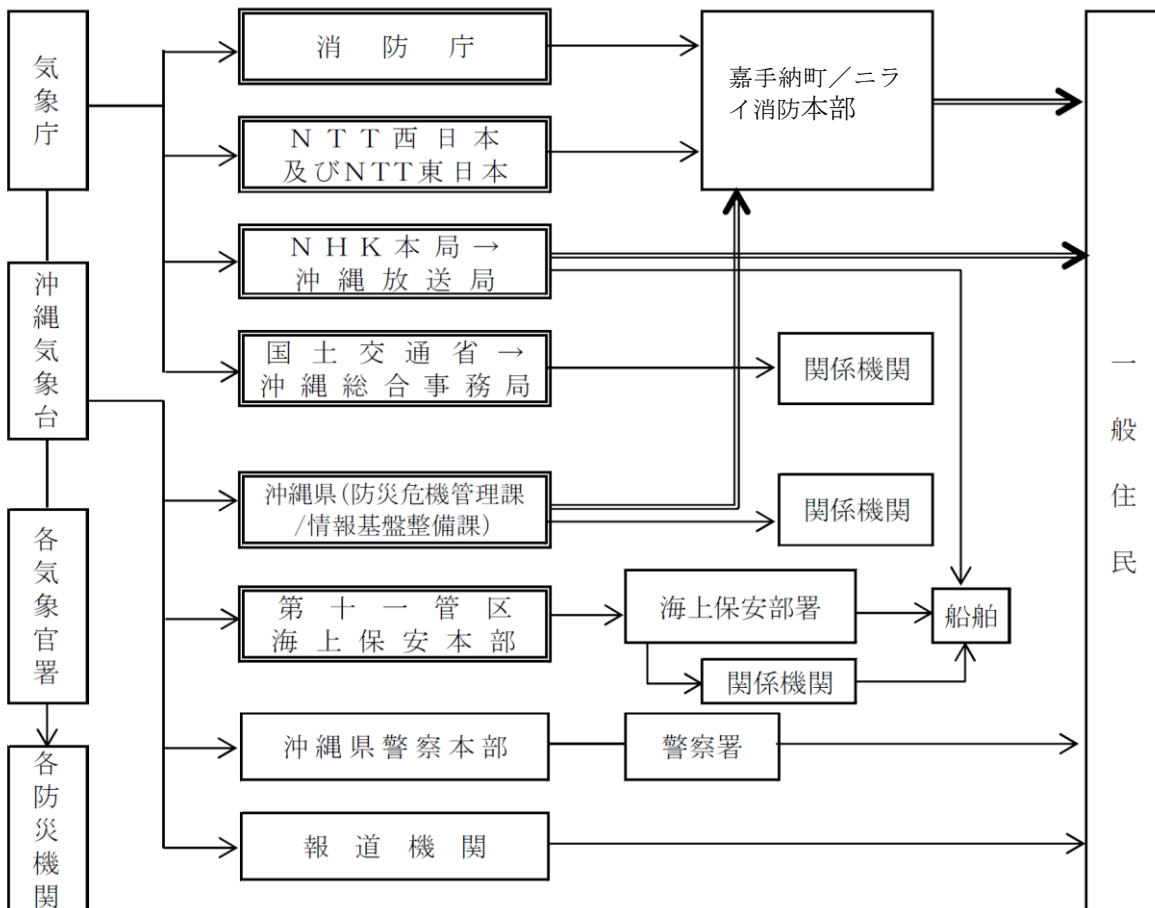 気象庁
沖縄気象台
各気象官署
各防災機関
消防庁
NTT西日本
及びNTT東日本
NHK本局→
沖縄放送局
国土交通省→
沖縄総合事務局
沖縄県(防災危機管理課
/情報基盤整備課)
第十一管区
海上保安本部
沖縄県警察本部
報道機関
嘉手納町／ニラ
イ消防本部
関係機関
関係機関
海上保安部署
関係機関
船舶
警察署
一般住民